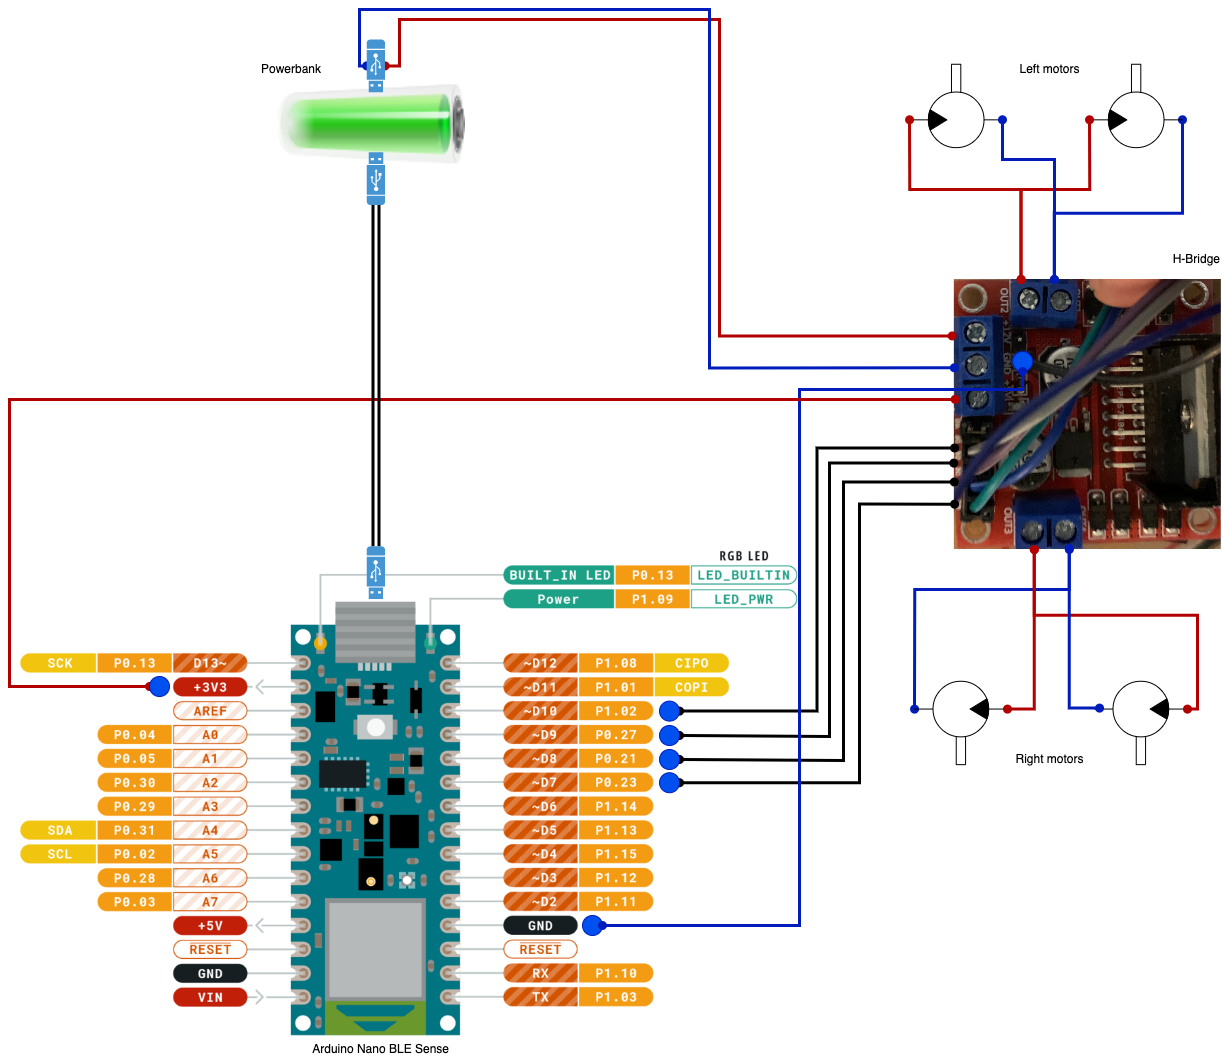 Powerbank
Left motors
H-Bridge
OUT2
+12V
GND
OUT3
Right motors
RGB LED
BUILT_IN LED P0.13 LED_BUILTIN
Power P1.09 LED_PWR
SCK P0.13 D13~
+3V3
AREF
P0.04 A0
P0.05 A1
P0.30 A2
P0.29 A3
SDA P0.31 A4
SCL P0.02 A5
P0.28 A6
P0.03 A7
+5V
RESET
GND
VIN
~D12 P1.08 CIPO
~D11 P1.01 COPI
~D10 P1.02
~D9 P0.27
~D8 P0.21
~D7 P0.23
~D6 P1.14
~D5 P1.13
~D4 P1.15
~D3 P1.12
~D2 P1.11
GND
RESET
RX P1.10
TX P1.03
Arduino Nano BLE Sense